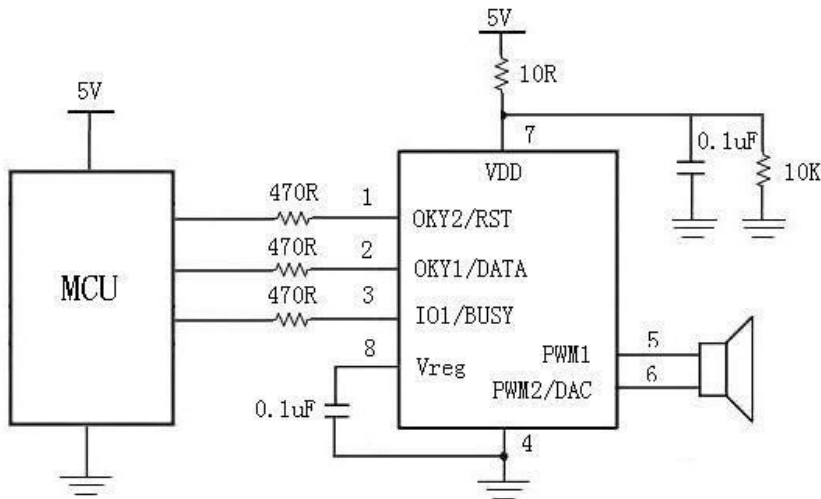 5V
10R
5V
7
0.1uF
10K
VDD
470R
1
OKY2/RST
470R
2
OKY1/DATA
MCU
470R
3
IO1/BUSY
8
Vreg
PWM1
5
PWM2/DAC
6
0.1uF
4